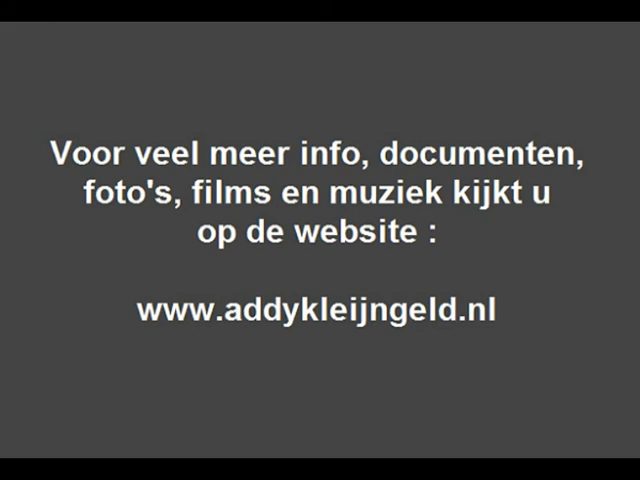 Voor veel meer info, documenten,
foto's, films en muziek kijkt u
op de website :
www.addykleijngeld.nl